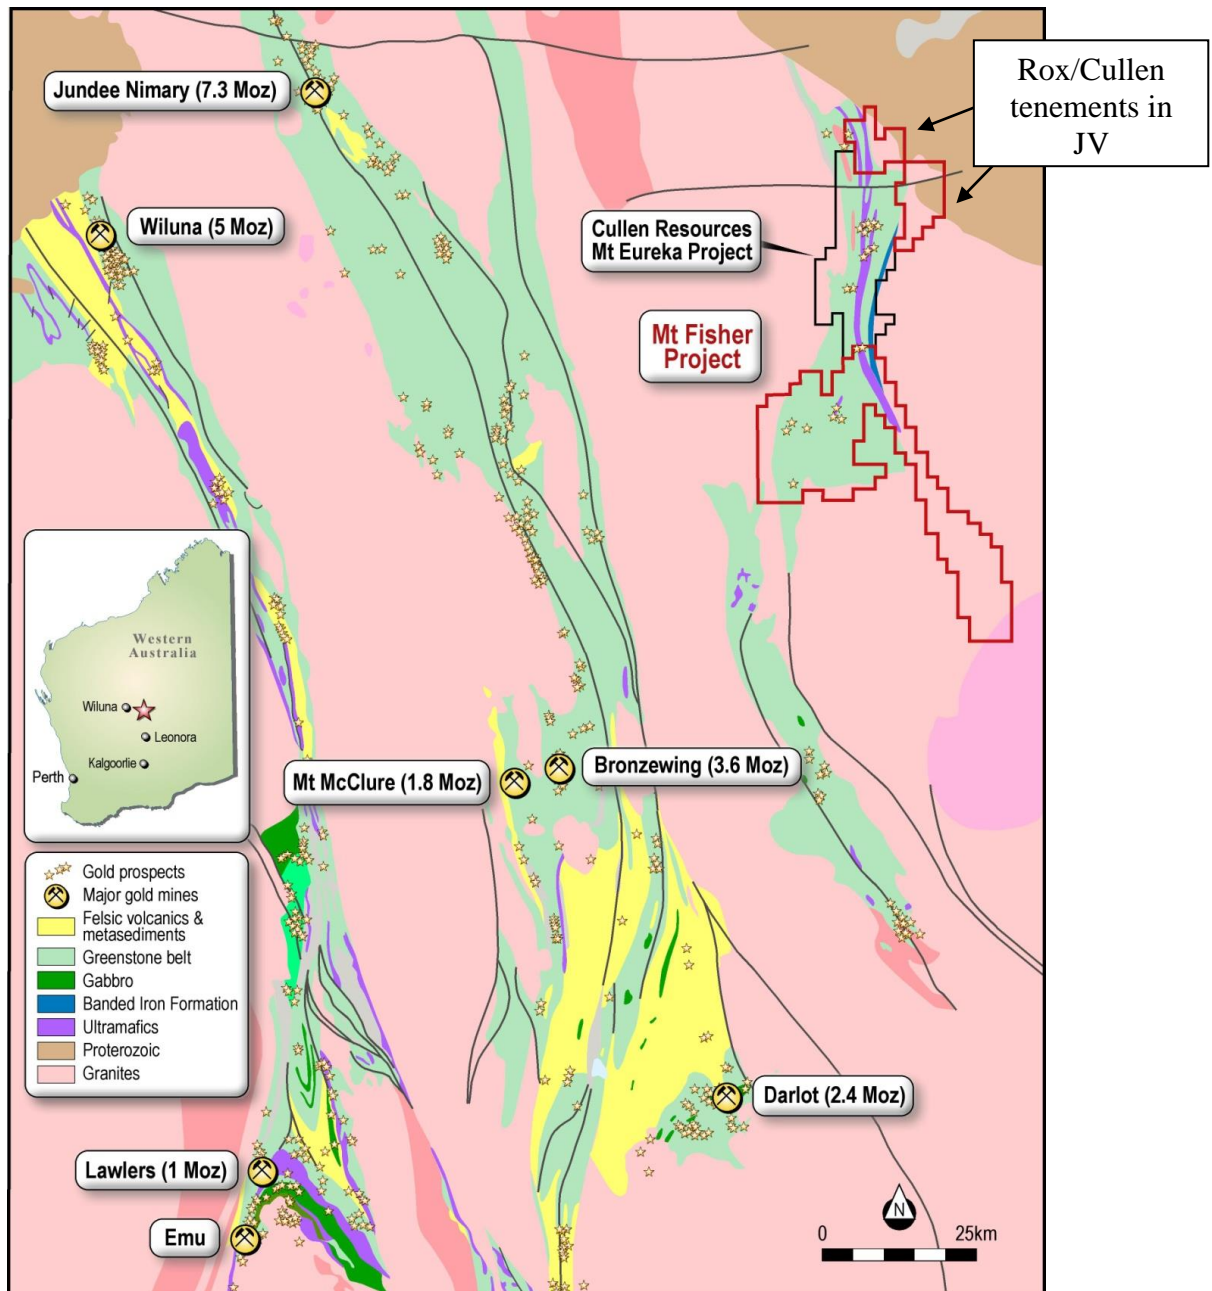 Rox/Cullen
tenements in
JV
Jundee Nimary (7.3 Moz)
Wiluna (5 Moz)
Cullen Resources
Mt Eureka Project
Mt Fisher
Project
Western
Australia
Wiluna
Leonora
Kalgoorlie
Perth
Mt McClure (1.8 Moz)
Bronzewing (3.6 Moz)
Gold prospects
Major gold mines
Felsic volcanics &
metasediments
Greenstone belt
Gabbro
Banded Iron Formation
Ultramafics
Proterozoic
Granites
Darlot (2.4 Moz)
Lawlers (1 Moz)
Emu
N
0 25km